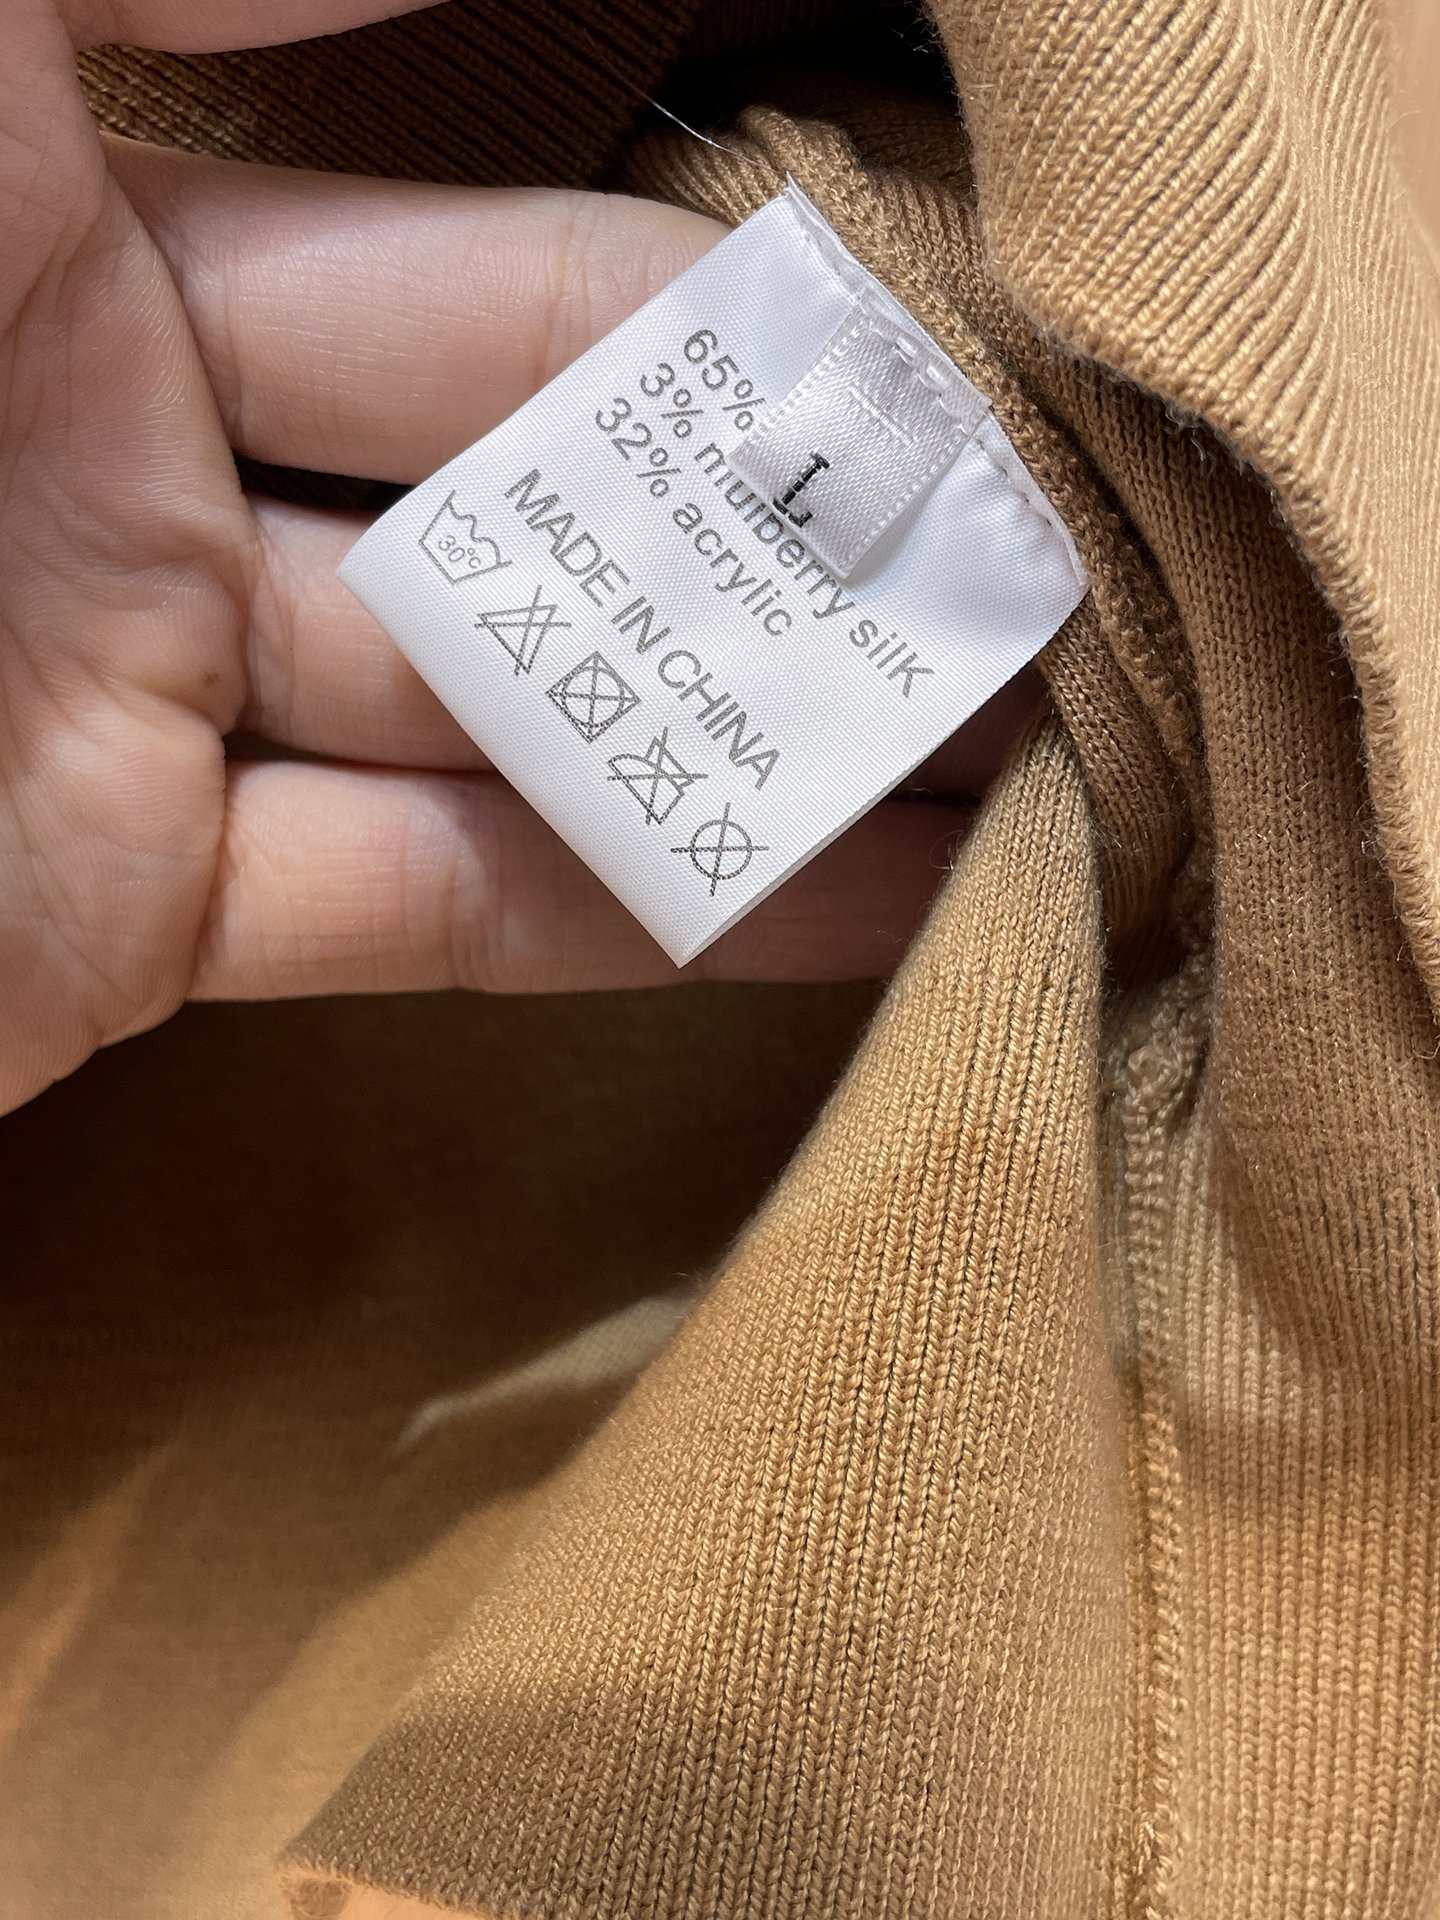 65%
3% mulberry silk
32% acrylic
MADE IN CHINA
30°C
L